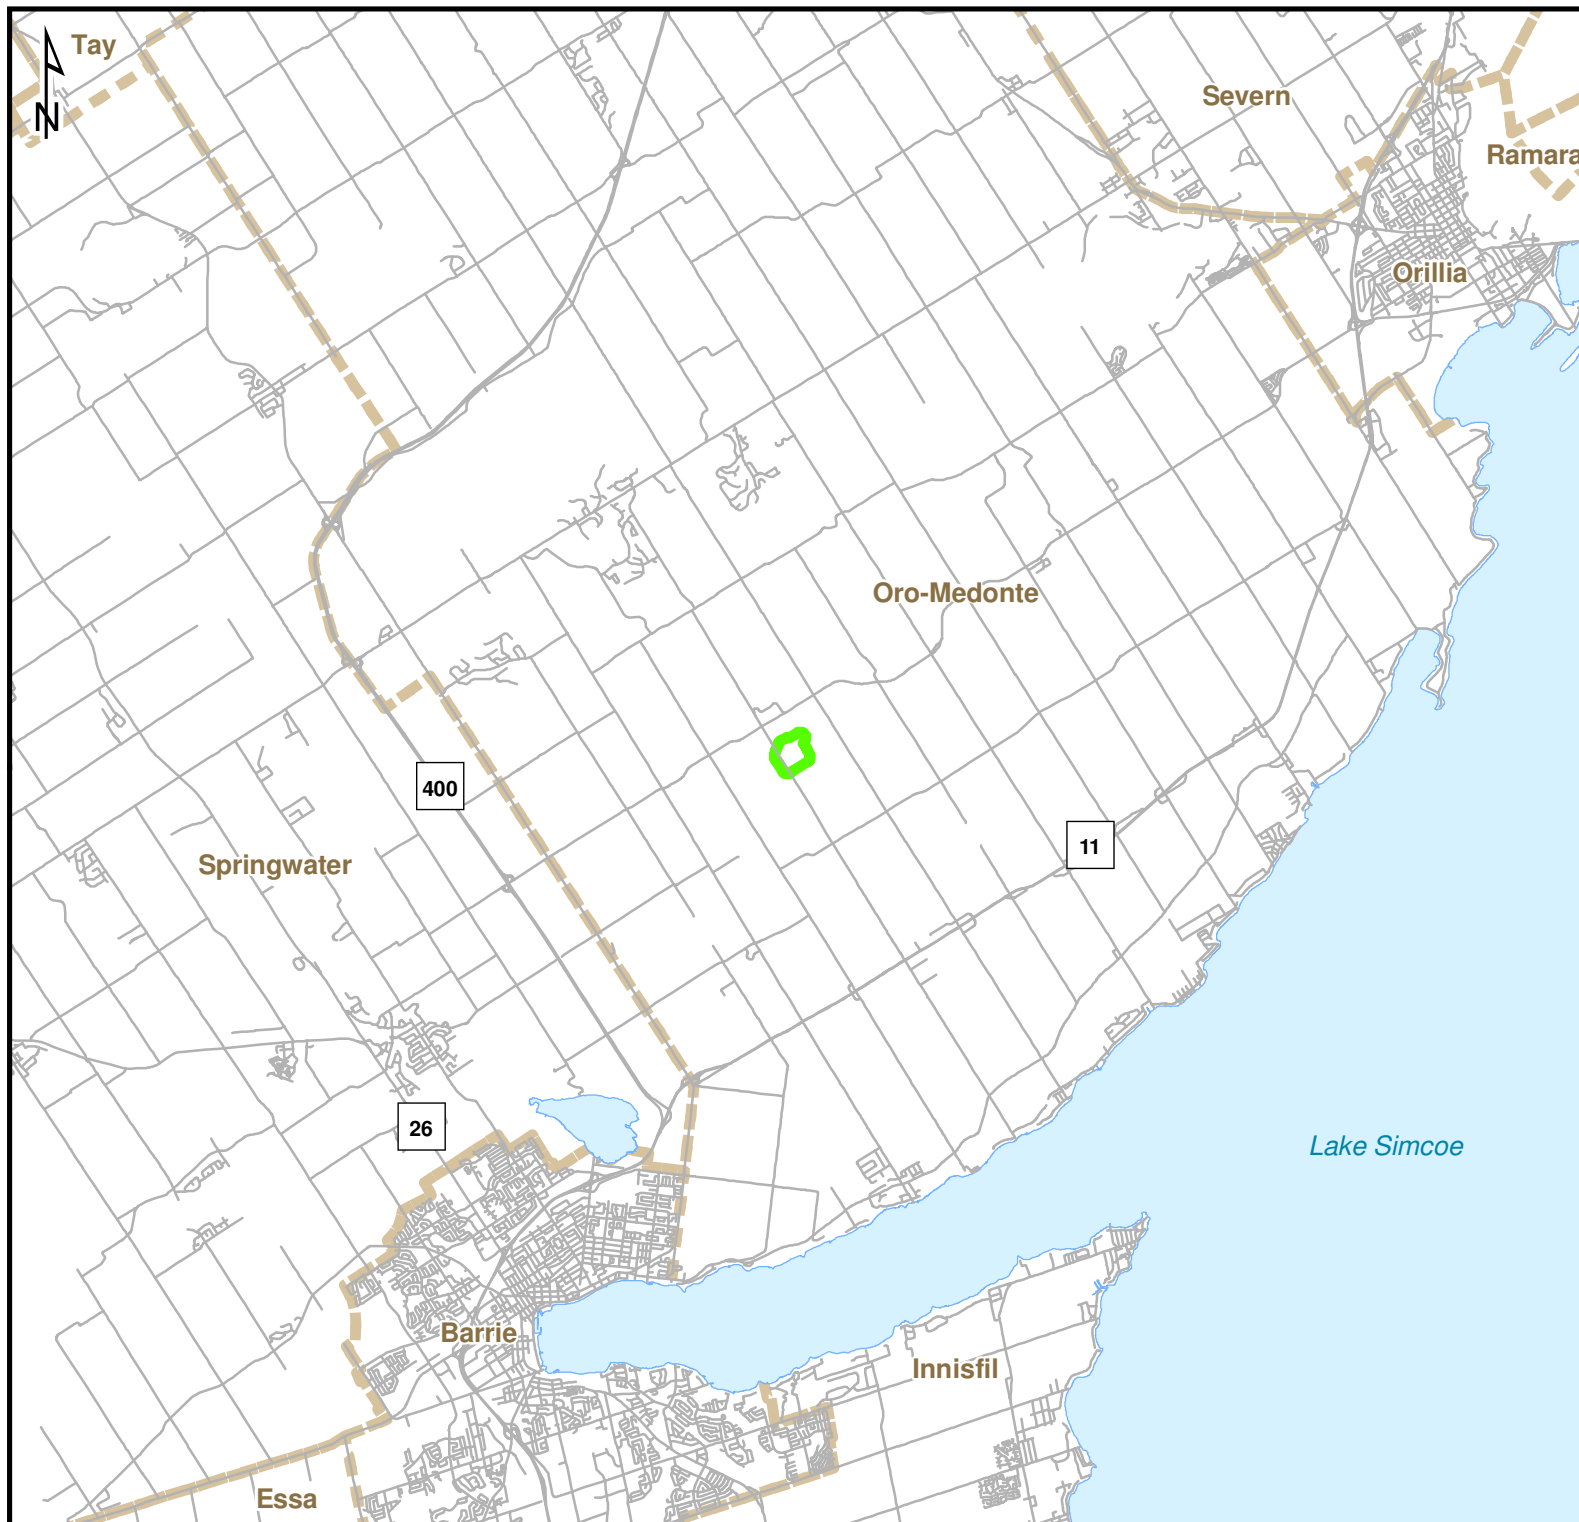 Tay
N
Severn
Ramara
Orillia
Oro-Medonte
400
11
Springwater
26
Lake Simcoe
Barrie
Innisfil
Essa